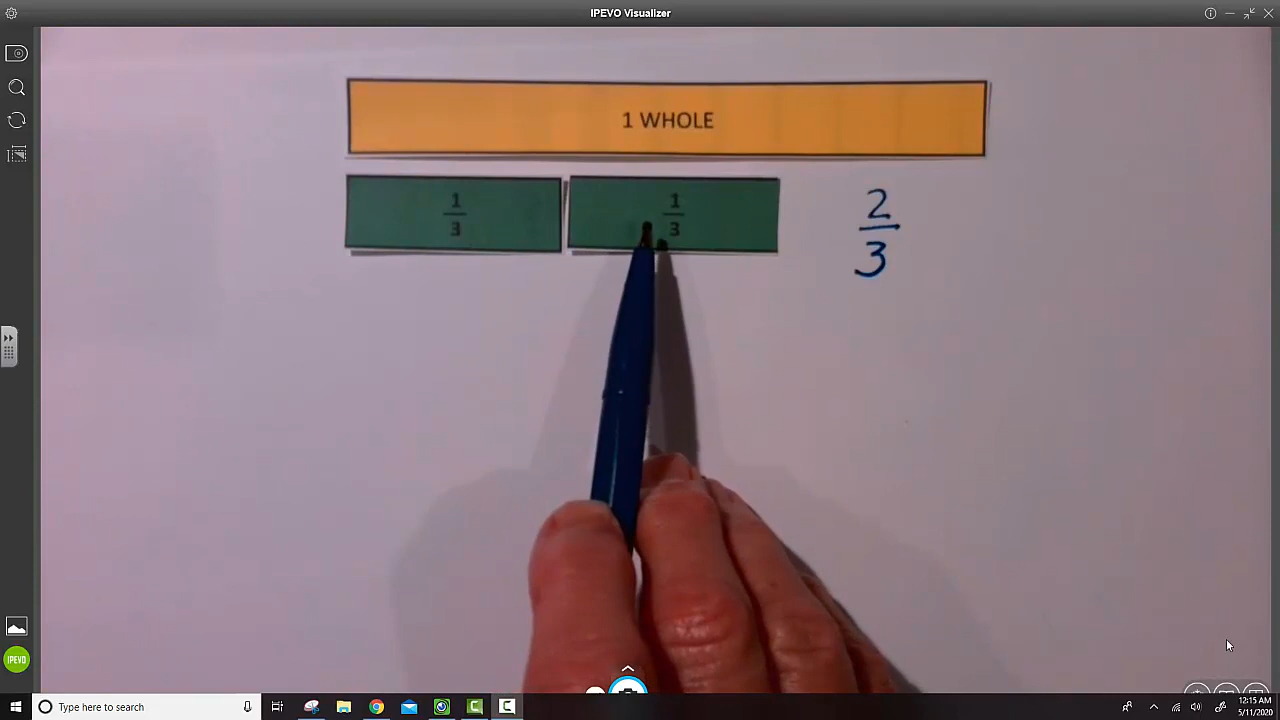 IPEVO Visualizer
1 WHOLE
1
3
1
3
2
3
IPEVO
Type here to search
12:15 AM
5/11/2020